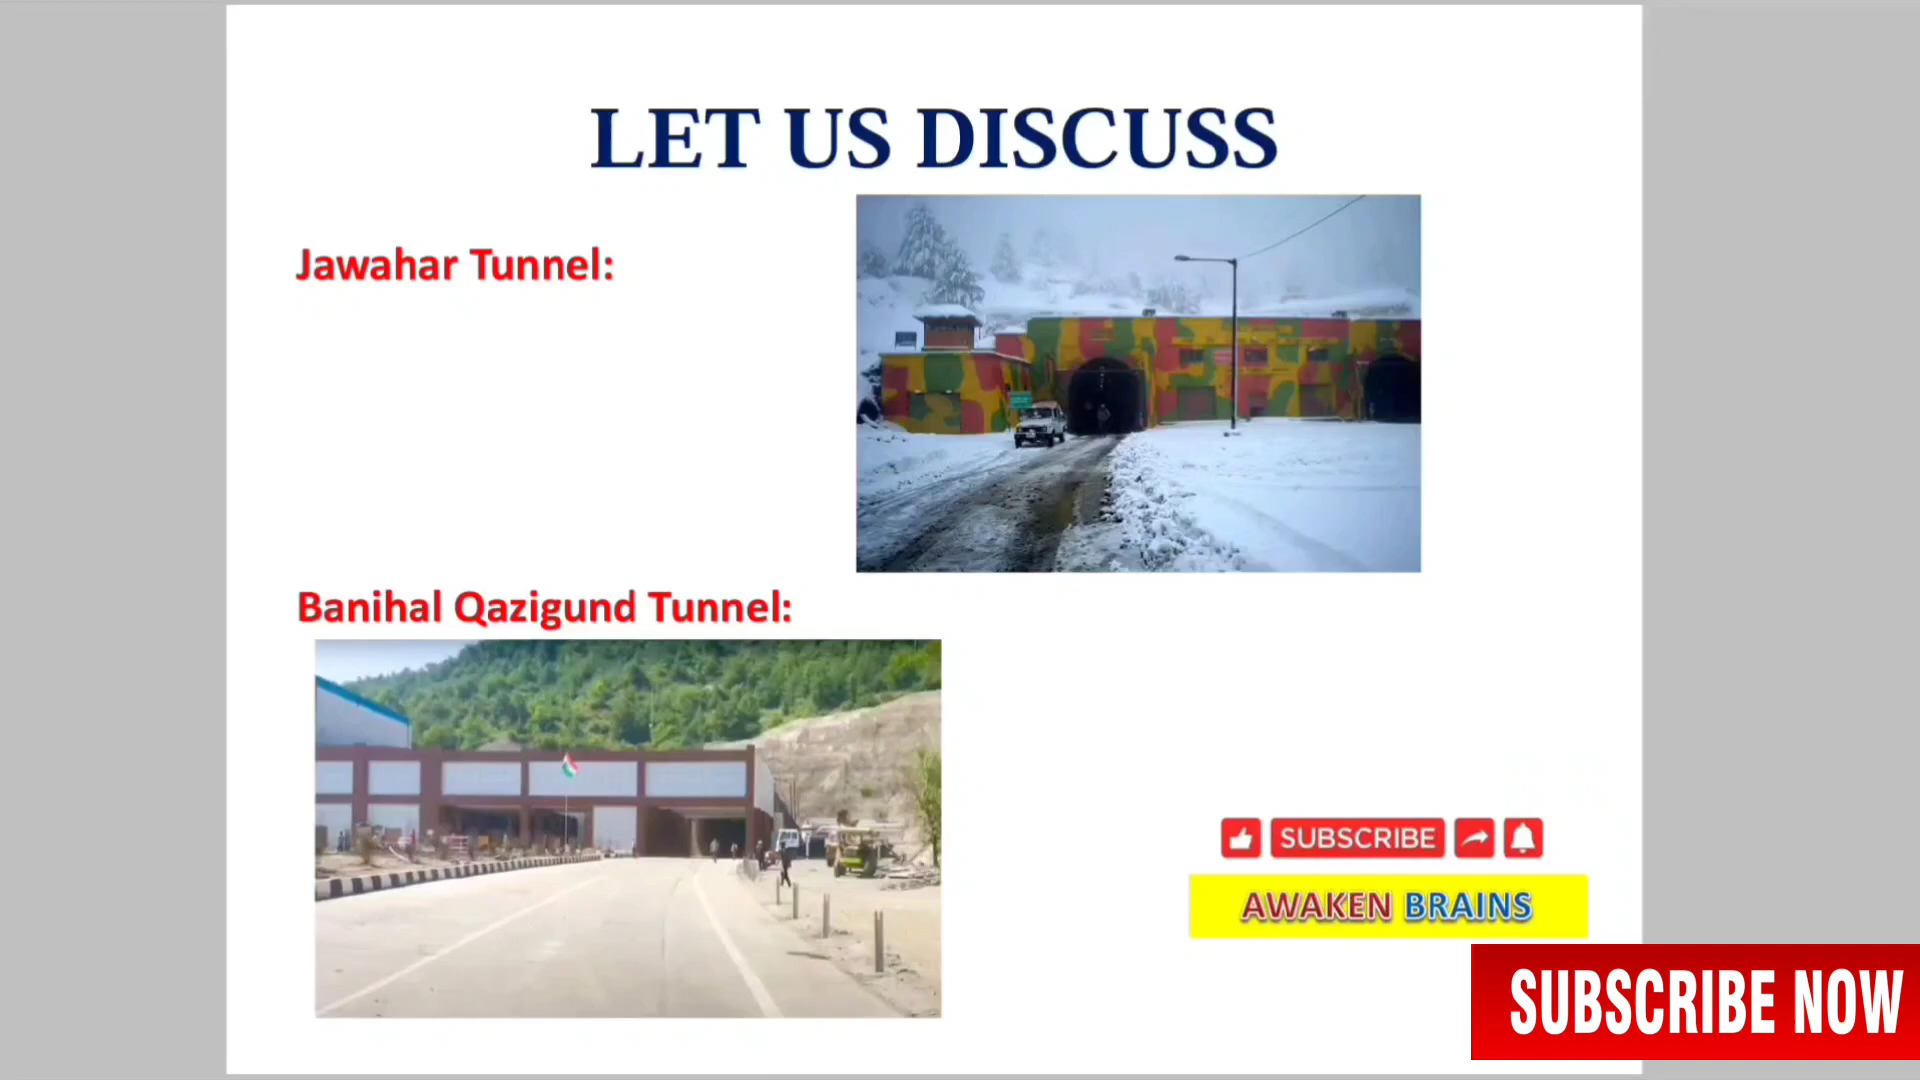 LET US DISCUSS
Jawahar Tunnel:
Banihal Qazigund Tunnel:
SUBSCRIBE
AWAKEN BRAINS
SUBSCRIBE NOW